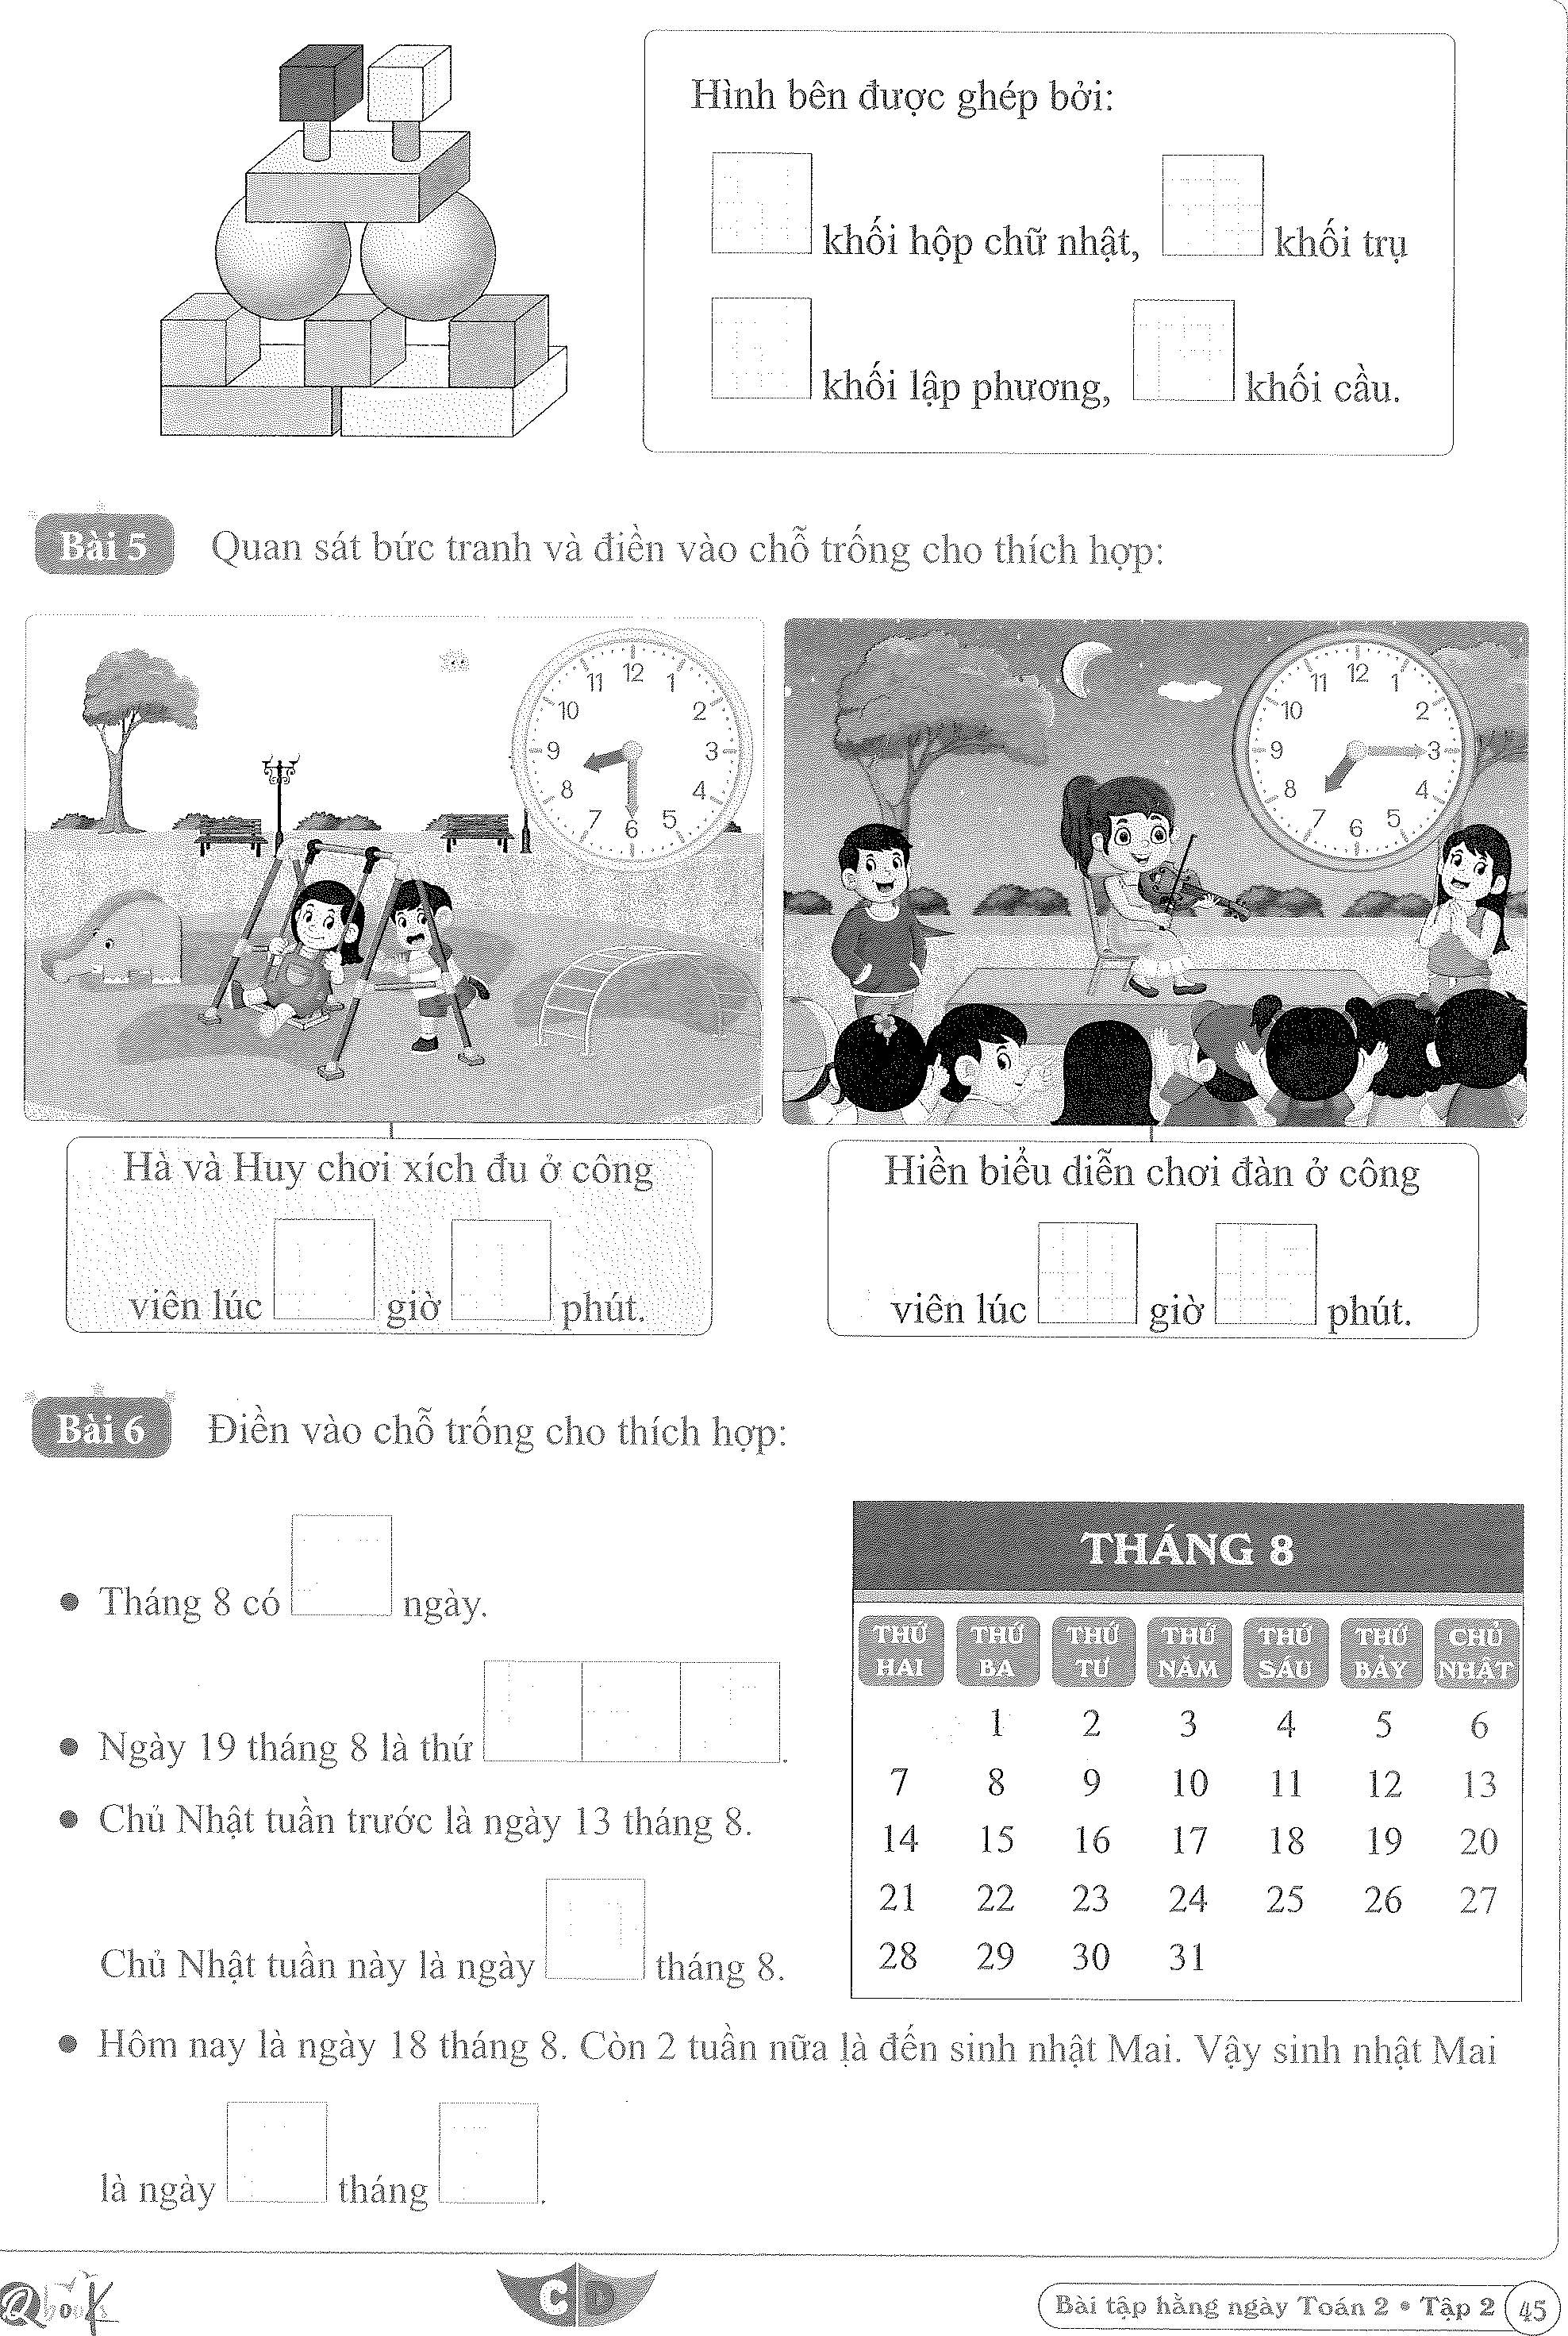 Hình bên được ghép bởi:
khối hộp chữ nhật, khối trụ
khối lập phương, khối cầu.
Bài 5 Quan sát bức tranh và điền vào chỗ trống cho thích hợp:
12
11 1
10 2
9 3
8 4
7 6 5
12
11 1
10 2
9 3
8 4
7 6 5
Hà và Huy chơi xích đu ở công
viên lúc giờ phút.
Hiền biểu diễn chơi đàn ở công
viên lúc giờ phút.
Bài 6 Điền vào chỗ trống cho thích hợp:
• Tháng 8 có ngày.
• Ngày 19 tháng 8 là thứ .
• Chủ Nhật tuần trước là ngày 13 tháng 8.
Chủ Nhật tuần này là ngày tháng 8.
THÁNG 8
THỨ HAI THỨ BA THỨ TƯ THỨ NĂM THỨ SÁU THỨ BẢY CHỦ NHẬT
1 2 3 4 5 6
7 8 9 10 11 12 13
14 15 16 17 18 19 20
21 22 23 24 25 26 27
28 29 30 31
• Hôm nay là ngày 18 tháng 8. Còn 2 tuần nữa là đến sinh nhật Mai. Vậy sinh nhật Mai
là ngày tháng .
Qbooks
CD
Bài tập hằng ngày Toán 2 • Tập 2 45